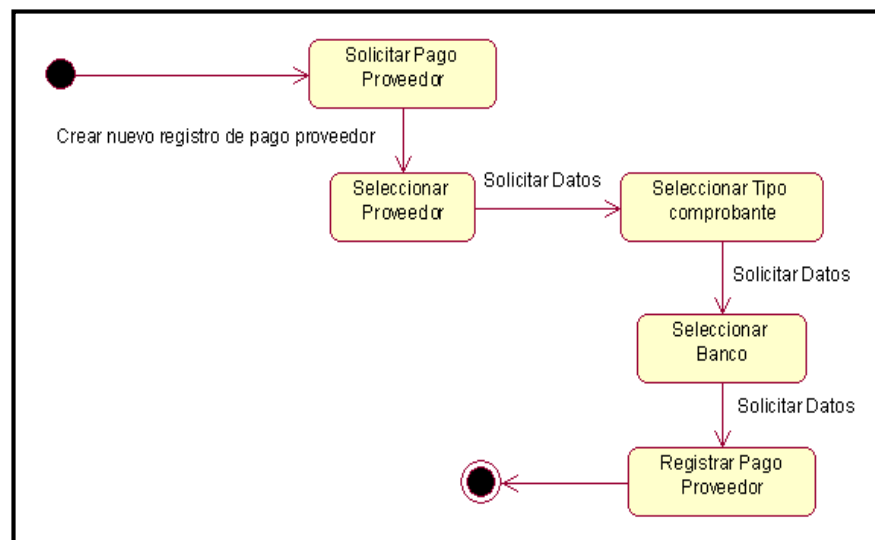 Solicitar Pago
Proveedor
Crear nuevo registro de pago proveedor
Seleccionar
Proveedor
Solicitar Datos
Seleccionar Tipo
comprobante
Solicitar Datos
Seleccionar
Banco
Solicitar Datos
Registrar Pago
Proveedor